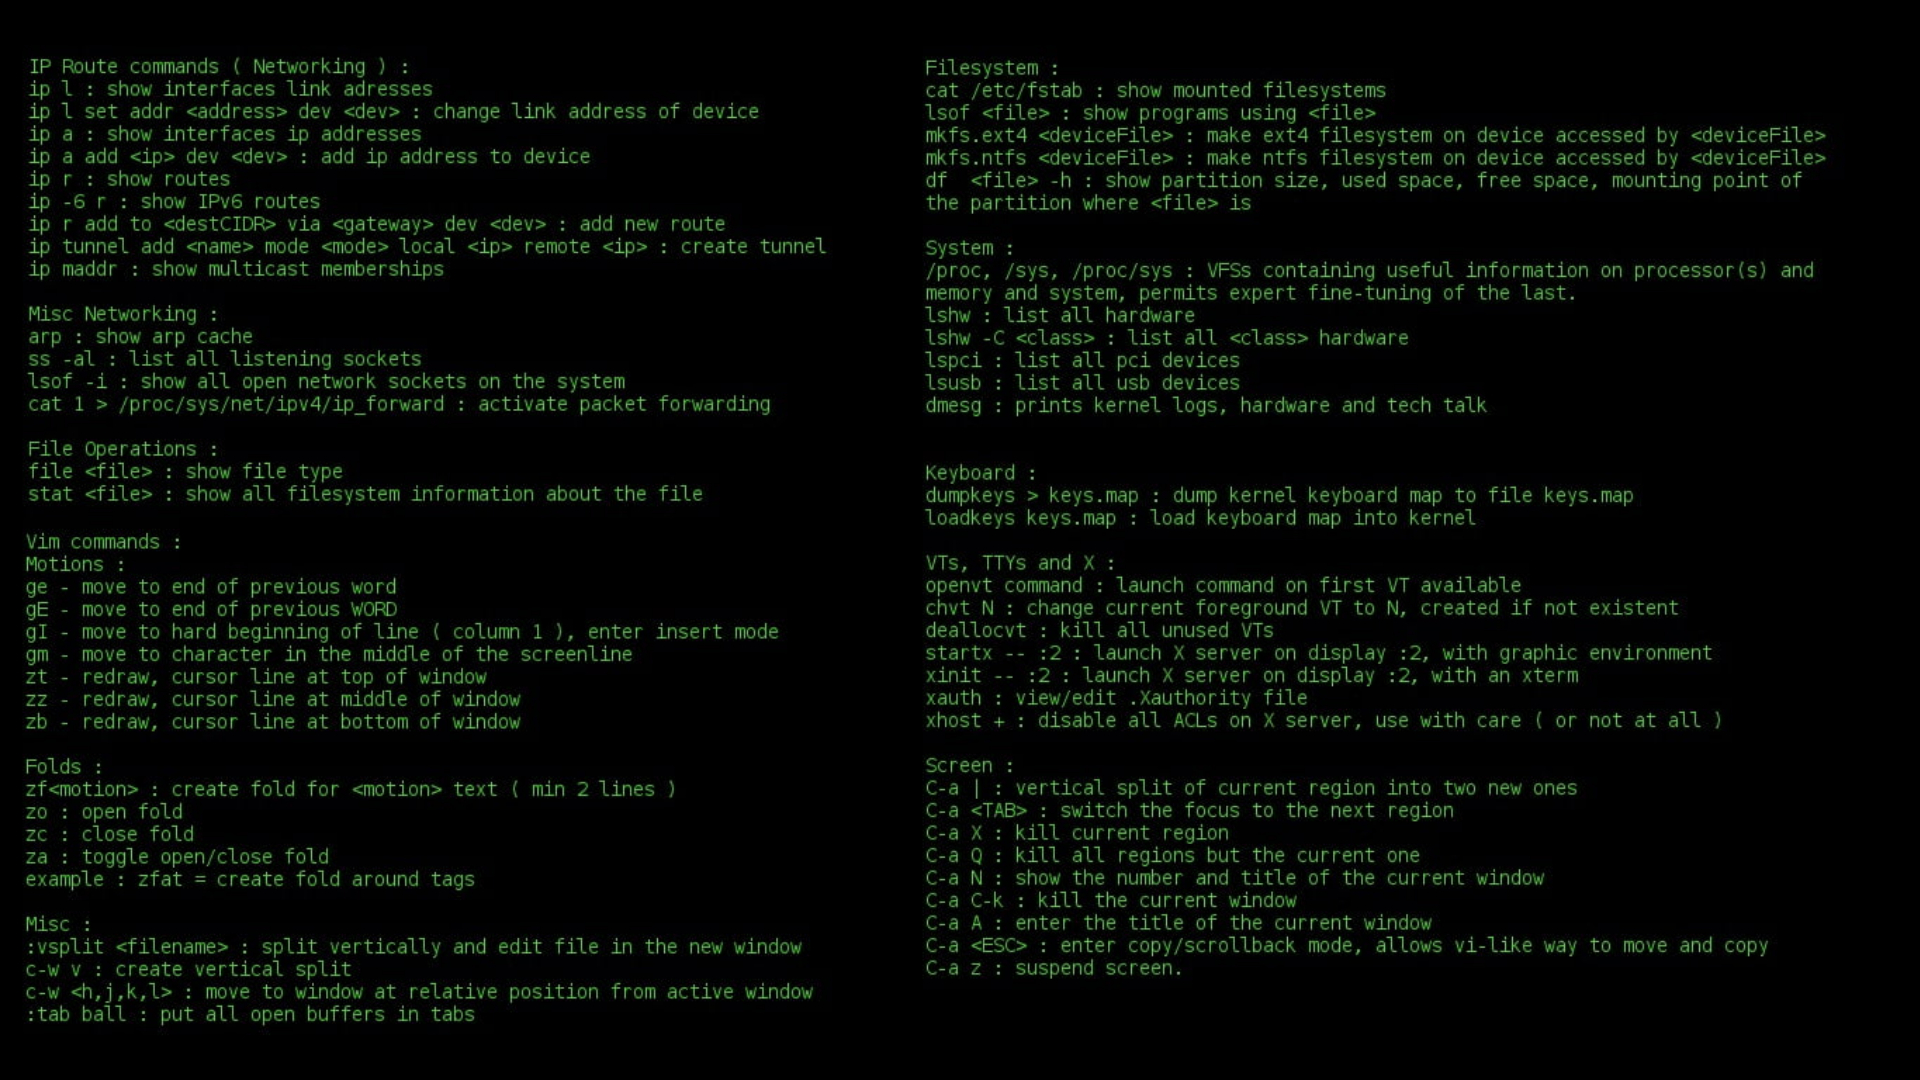 IP Route commands ( Networking ) :
ip l : show interfaces link adresses
ip l set addr <address> dev <dev> : change link address of device
ip a : show interfaces ip addresses
ip a add <ip> dev <dev> : add ip address to device
ip r : show routes
ip -6 r : show IPv6 routes
ip r add to <destCIDR> via <gateway> dev <dev> : add new route
ip tunnel add <name> mode <mode> local <ip> remote <ip> : create tunnel
ip maddr : show multicast memberships

Misc Networking :
arp : show arp cache
ss -al : list all listening sockets
lsof -i : show all open network sockets on the system
cat 1 > /proc/sys/net/ipv4/ip_forward : activate packet forwarding

File Operations :
file <file> : show file type
stat <file> : show all filesystem information about the file

Vim commands :
Motions :
ge - move to end of previous word
gE - move to end of previous WORD
gI - move to hard beginning of line ( column 1 ), enter insert mode
gm - move to character in the middle of the screenline
zt - redraw, cursor line at top of window
zz - redraw, cursor line at middle of window
zb - redraw, cursor line at bottom of window

Folds :
zf<motion> : create fold for <motion> text ( min 2 lines )
zo : open fold
zc : close fold
za : toggle open/close fold
example : zfat = create fold around tags

Misc :
:vsplit <filename> : split vertically and edit file in the new window
c-w v : create vertical split
c-w <h,j,k,l> : move to window at relative position from active window
:tab ball : put all open buffers in tabs

Filesystem :
cat /etc/fstab : show mounted filesystems
lsof <file> : show programs using <file>
mkfs.ext4 <deviceFile> : make ext4 filesystem on device accessed by <deviceFile>
mkfs.ntfs <deviceFile> : make ntfs filesystem on device accessed by <deviceFile>
df  <file> -h : show partition size, used space, free space, mounting point of
the partition where <file> is

System :
/proc, /sys, /proc/sys : VFSs containing useful information on processor(s) and
memory and system, permits expert fine-tuning of the last.
lshw : list all hardware
lshw -C <class> : list all <class> hardware
lspci : list all pci devices
lsusb : list all usb devices
dmesg : prints kernel logs, hardware and tech talk

Keyboard :
dumpkeys > keys.map : dump kernel keyboard map to file keys.map
loadkeys keys.map : load keyboard map into kernel

VTs, TTYs and X :
openvt command : launch command on first VT available
chvt N : change current foreground VT to N, created if not existent
deallocvt : kill all unused VTs
startx -- :2 : launch X server on display :2, with graphic environment
xinit -- :2 : launch X server on display :2, with an xterm
xauth : view/edit .Xauthority file
xhost + : disable all ACLs on X server, use with care ( or not at all )

Screen :
C-a | : vertical split of current region into two new ones
C-a <TAB> : switch the focus to the next region
C-a X : kill current region
C-a Q : kill all regions but the current one
C-a N : show the number and title of the current window
C-a C-k : kill the current window
C-a A : enter the title of the current window
C-a <ESC> : enter copy/scrollback mode, allows vi-like way to move and copy
C-a z : suspend screen.